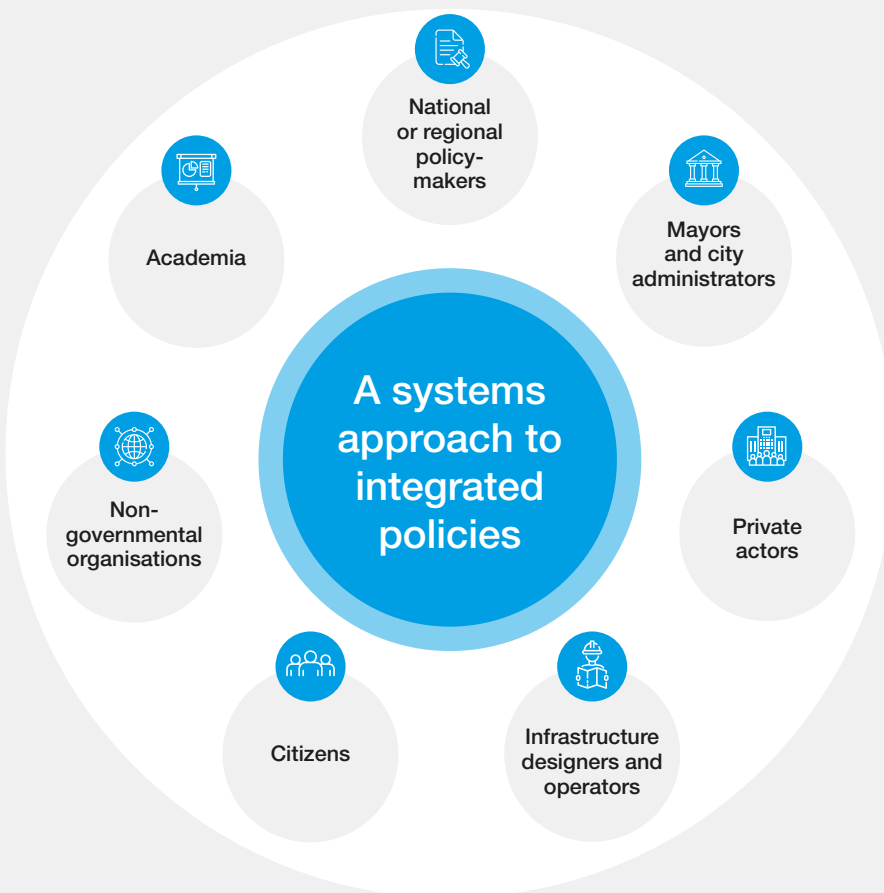 National
or regional
policy-
makers
Mayors
and city
administrators
Private
actors
Infrastructure
designers and
operators
Citizens
Non-
governmental
organisations
Academia
A systems
approach to
integrated
policies